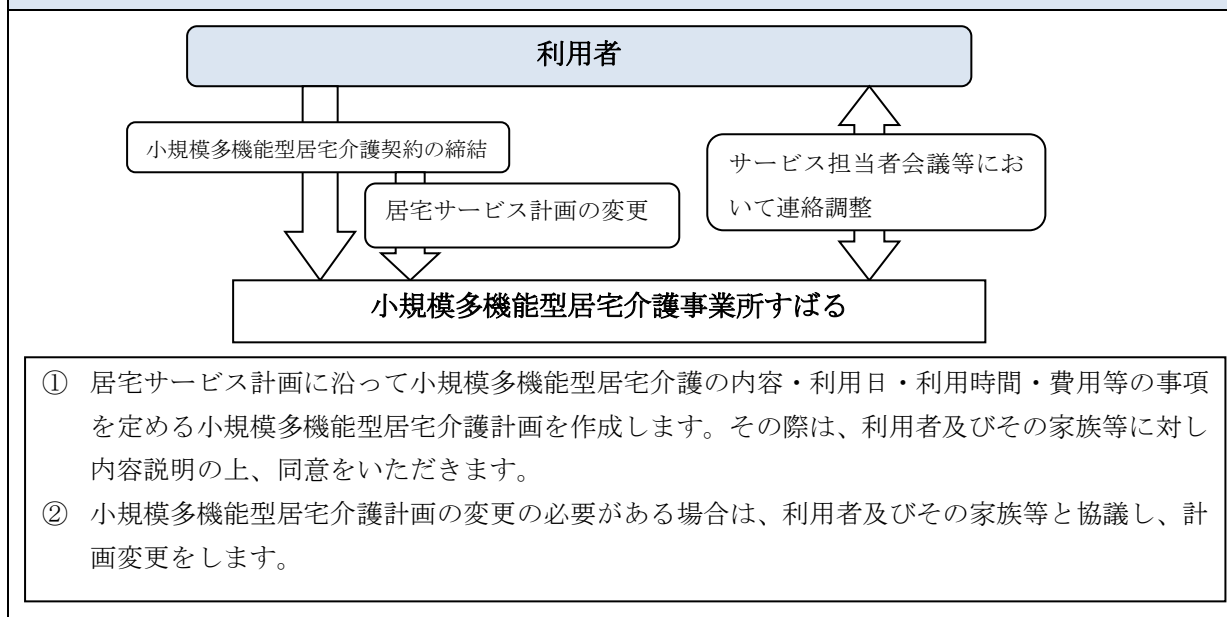 利用者
小規模多機能型居宅介護契約の締結
居宅サービス計画の変更
サービス担当者会議等にお
いて連絡調整
小規模多機能型居宅介護事業所すばる
① 居宅サービス計画に沿って小規模多機能型居宅介護の内容・利用日・利用時間・費用等の事項
を定める小規模多機能型居宅介護計画を作成します。その際は、利用者及びその家族等に対し
内容説明の上、同意をいただきます。
② 小規模多機能型居宅介護計画の変更の必要がある場合は、利用者及びその家族等と協議し、計
画変更をします。